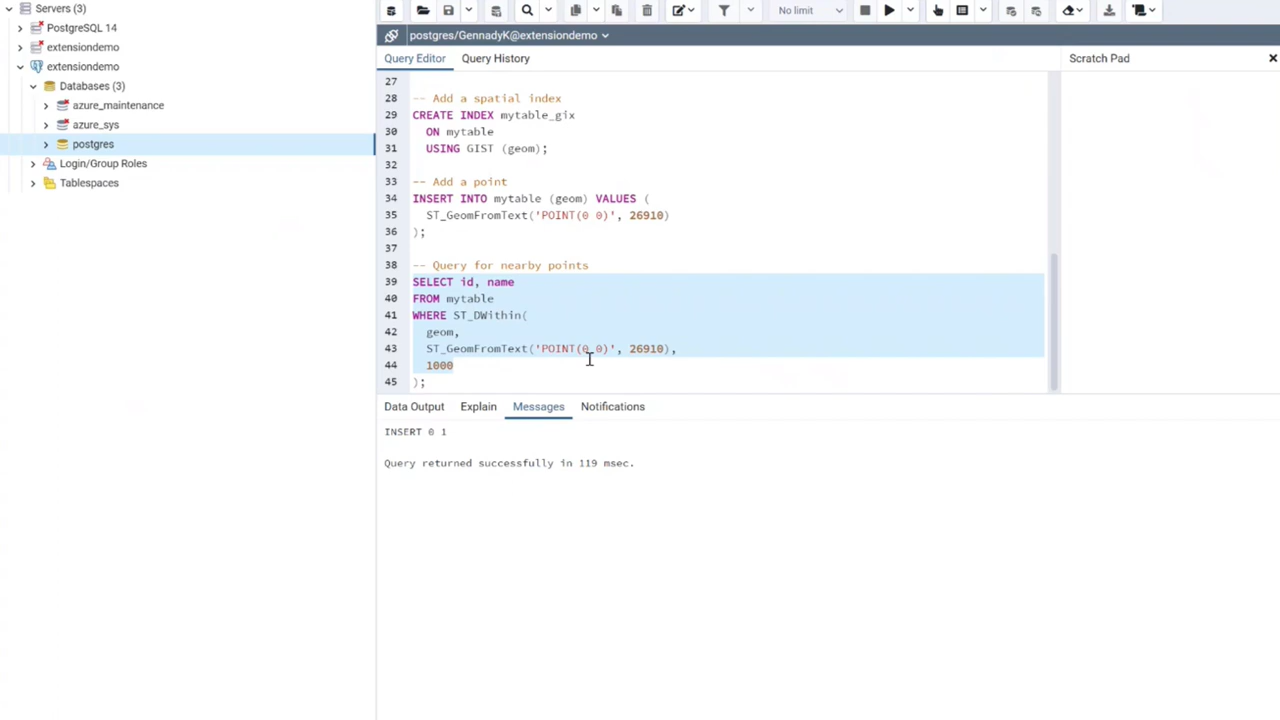 Servers (3)
PostgreSQL 14
extensiondemo
extensiondemo
Databases (3)
azure_maintenance
azure_sys
postgres
Login/Group Roles
Tablespaces
No limit
postgres/GennadyK@extensiondemo
Query Editor
Query History
Scratch Pad
27
28 -- Add a spatial index
29 CREATE INDEX mytable_gix
30 ON mytable
31 USING GIST (geom);
32
33 -- Add a point
34 INSERT INTO mytable (geom) VALUES (
35 ST_GeomFromText('POINT(0 0)', 26910)
36 );
37
38 -- Query for nearby points
39 SELECT id, name
40 FROM mytable
41 WHERE ST_DWithin(
42 geom,
43 ST_GeomFromText('POINT(0 0)', 26910),
44 1000
45 );
Data Output
Explain
Messages
Notifications
INSERT 0 1
Query returned successfully in 119 msec.